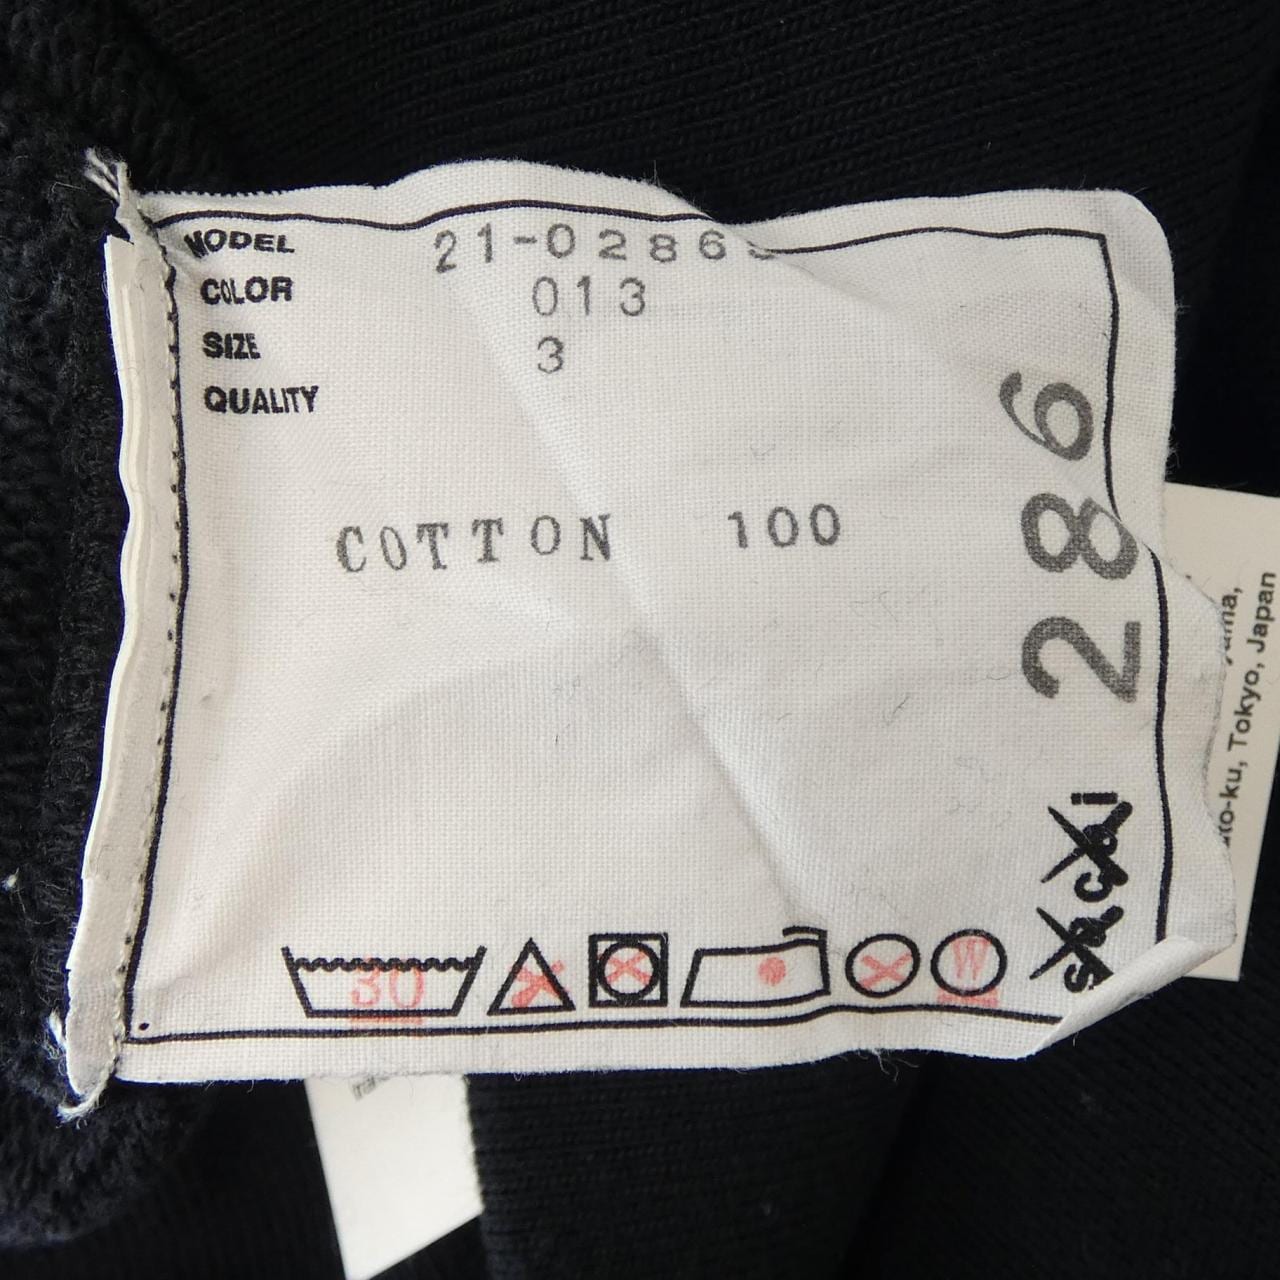 MODEL 21-0286
COLOR 013
SIZE 3
QUALITY
COTTON 100
286
sacai
30
W
Tokyo, Japan